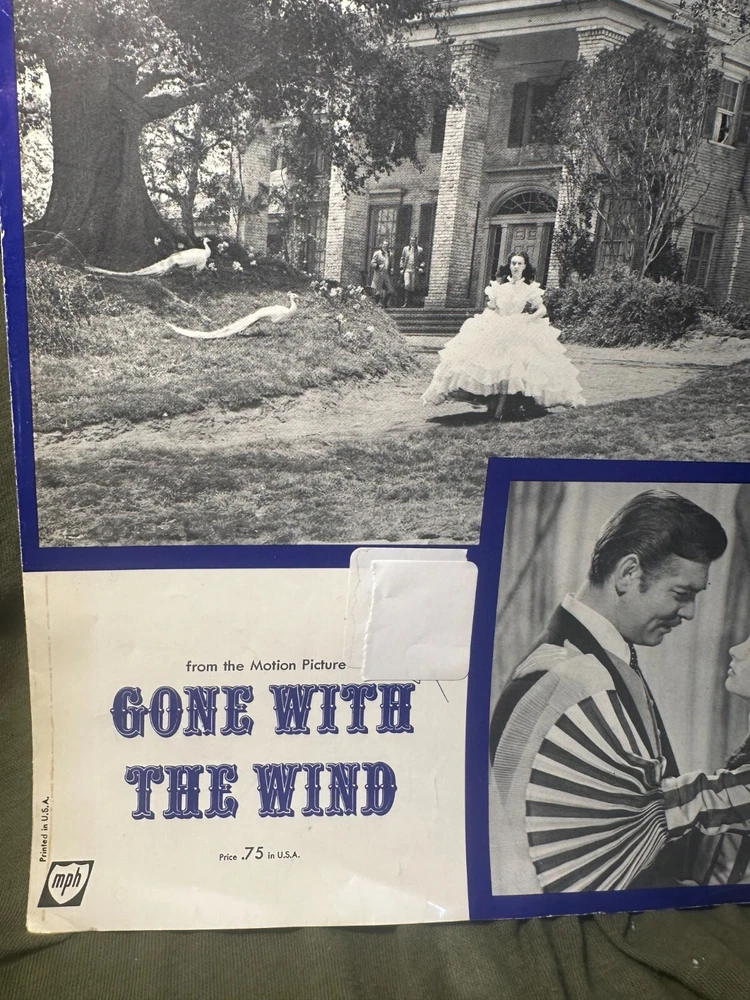 from the Motion Picture
GONE WITH
THE WIND
Price .75 in U.S.A.
Printed in U.S.A.
mph